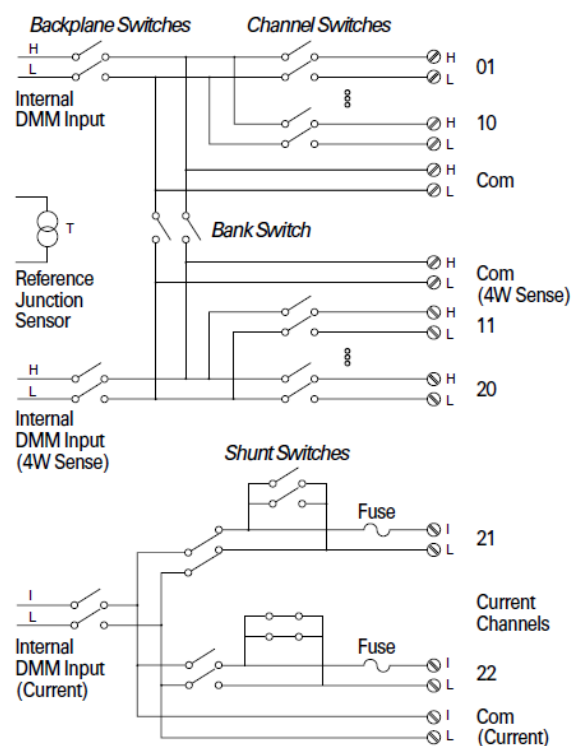 Backplane Switches
Channel Switches
H
L
Internal
DMM Input
H
L
01
H
L
10
H
L
Com
T
Reference
Junction
Sensor
Bank Switch
H
L
Com
(4W Sense)
H
L
11
H
L
20
H
L
Internal
DMM Input
(4W Sense)
Shunt Switches
Fuse
I
L
21
I
L
Internal
DMM Input
(Current)
Current
Channels
Fuse
I
L
22
I
L
Com
(Current)